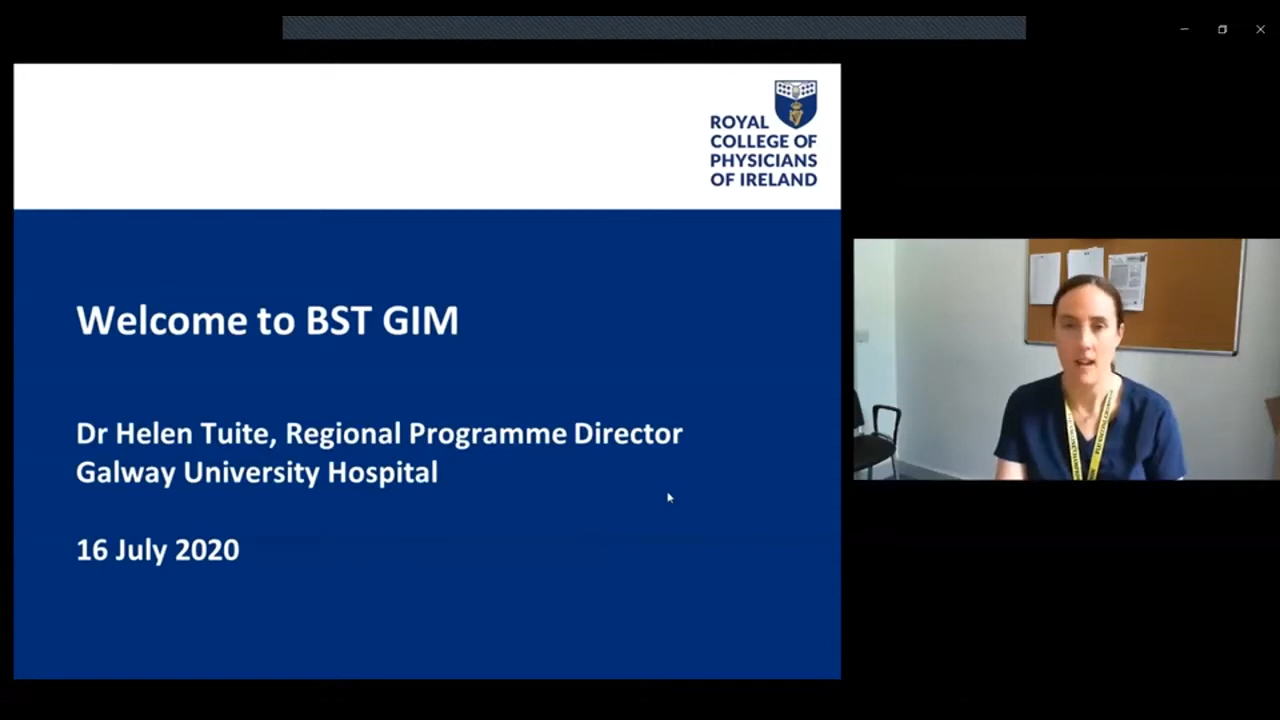 ROYAL
COLLEGE OF
PHYSICIANS
OF IRELAND
Welcome to BST GIM
Dr Helen Tuite, Regional Programme Director
Galway University Hospital
16 July 2020